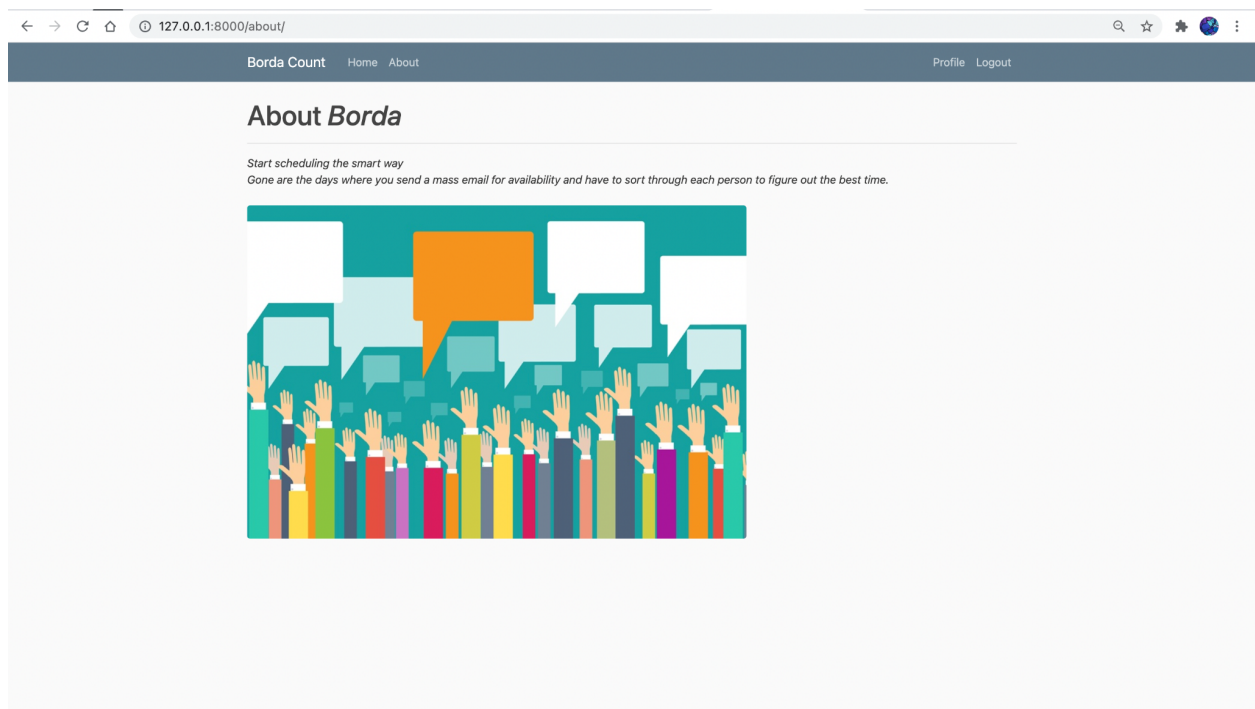 127.0.0.1:8000/about/
Borda Count Home About Profile Logout
About Borda
Start scheduling the smart way
Gone are the days where you send a mass email for availability and have to sort through each person to figure out the best time.